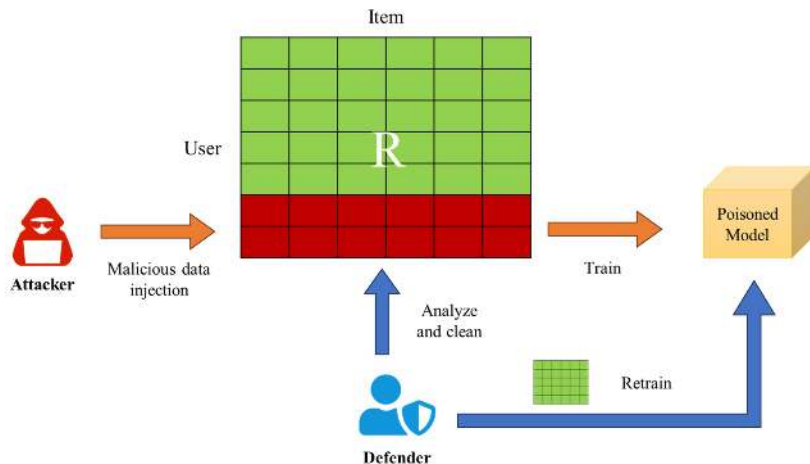 Item
User
R
Attacker
Malicious data
injection
Train
Poisoned
Model
Analyze
and clean
Retrain
Defender